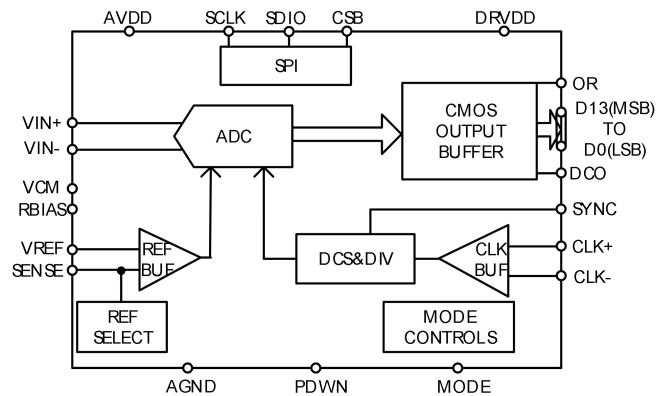 AVDD SCLK SDIO CSB DRVDD
SPI
OR
VIN+
VIN-
ADC
CMOS
OUTPUT
BUFFER
D13(MSB)
TO
D0(LSB)
DCO
VCM
RBIAS
SYNC
VREF
SENSE
REF
BUF
DCS&DIV
CLK
BUF
CLK+
CLK-
REF
SELECT
MODE
CONTROLS
AGND PDWN MODE